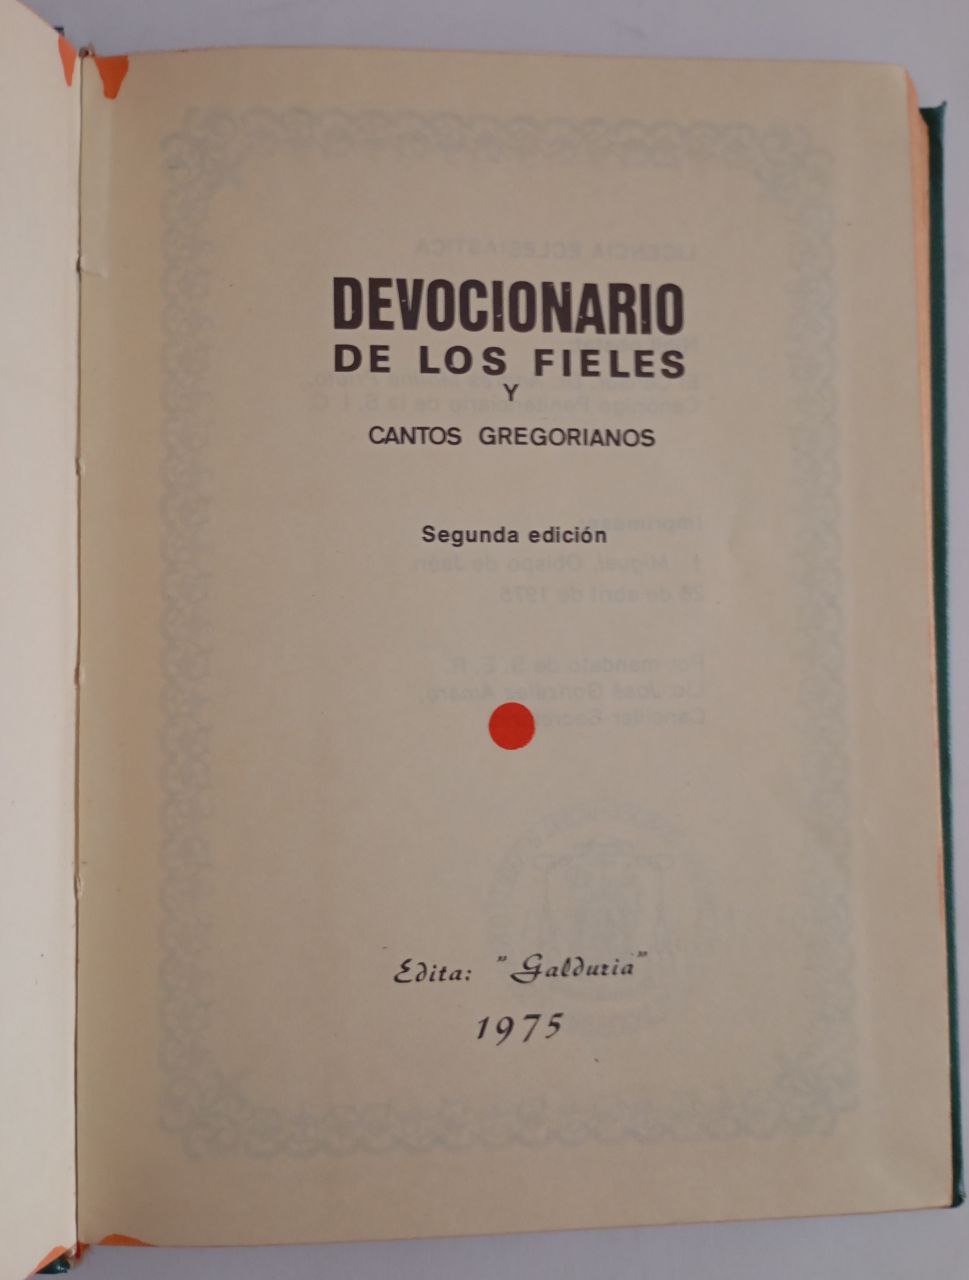 DEVOCIONARIO
DE LOS FIELES
Y
CANTOS GREGORIANOS
Segunda edición
Edita: "Galduria"
1975